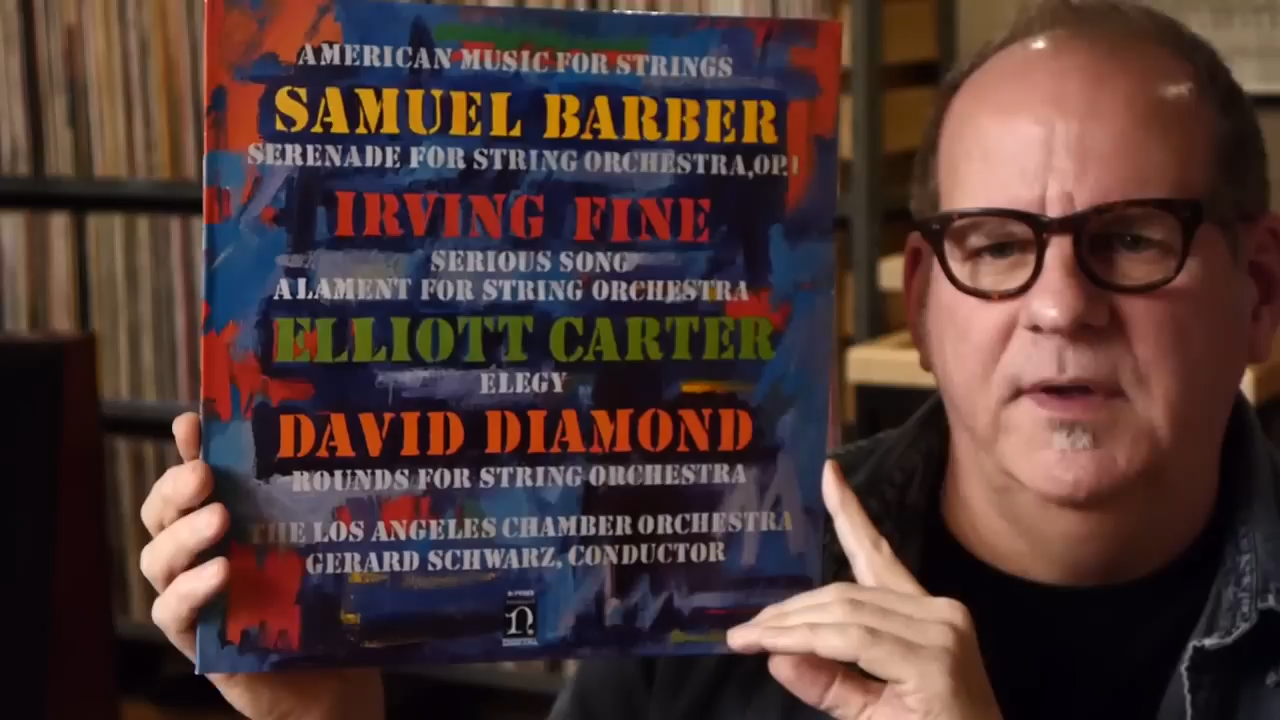 AMERICAN MUSIC FOR STRINGS
SAMUEL BARBER
SERENADE FOR STRING ORCHESTRA, OP. 1
IRVING FINE
SERIOUS SONG
A LAMENT FOR STRING ORCHESTRA
ELLIOTT CARTER
ELEGY
DAVID DIAMOND
ROUNDS FOR STRING ORCHESTRA
THE LOS ANGELES CHAMBER ORCHESTRA
GERARD SCHWARZ, CONDUCTOR